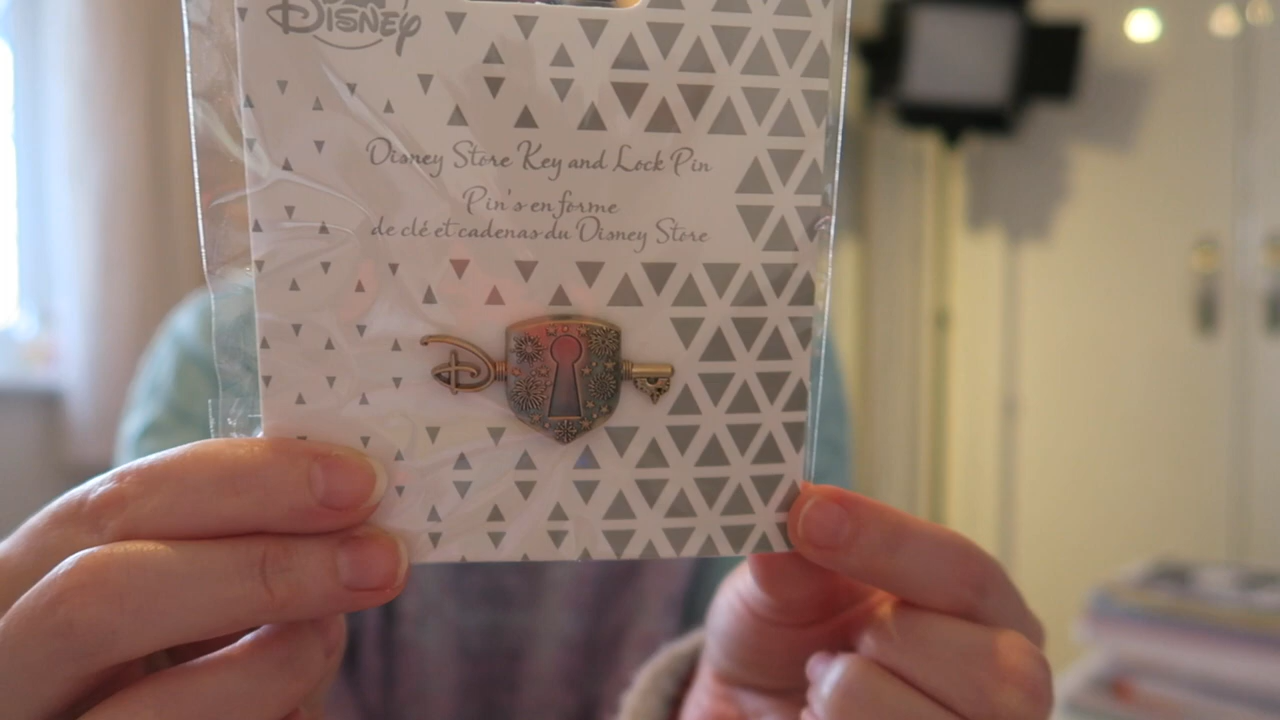 Disney
Disney Store Key and Lock Pin
Pin's en forme
de clé et cadenas du Disney Store